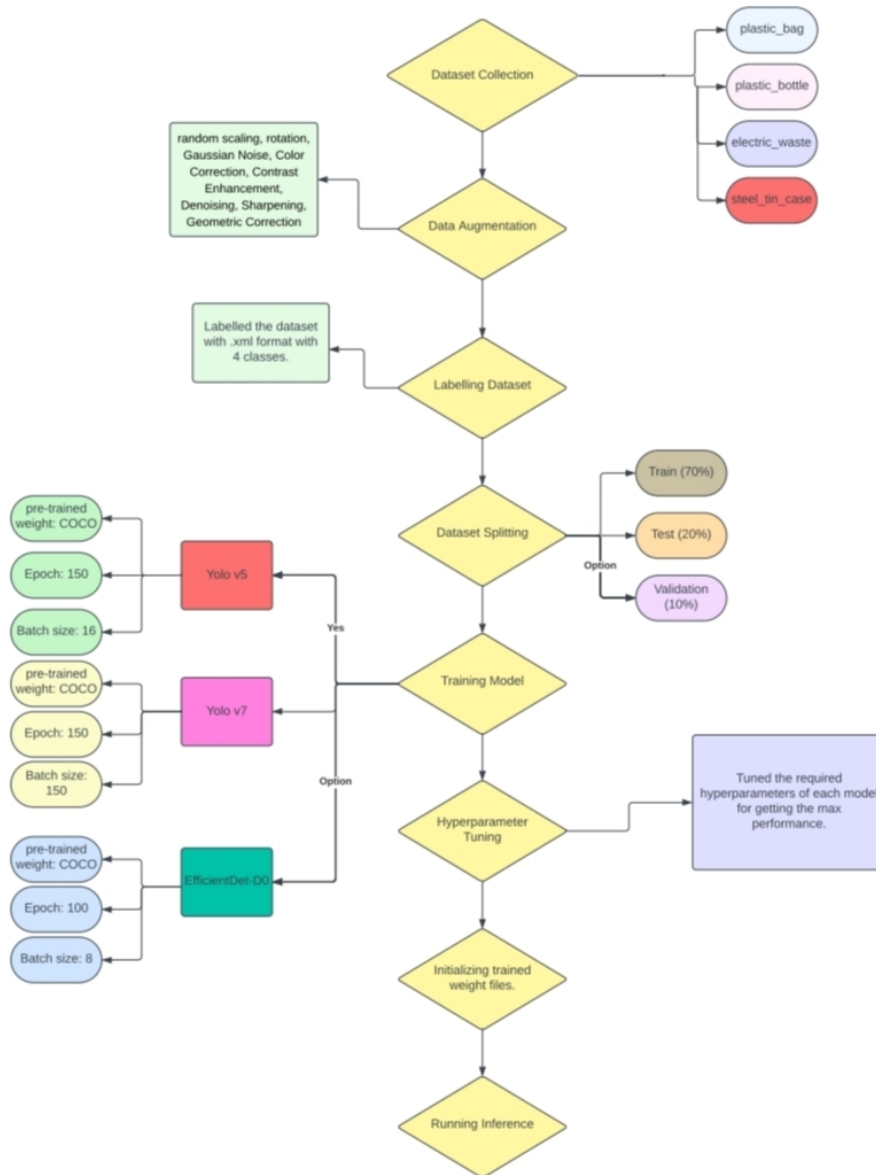 Dataset Collection
plastic_bag
plastic_bottle
electric_waste
steel_tin_case
random scaling, rotation,
Gaussian Noise, Color
Correction, Contrast
Enhancement,
Denoising, Sharpening,
Geometric Correction
Data Augmentation
Labelled the dataset
with .xml format with
4 classes.
Labelling Dataset
Dataset Splitting
Train (70%)
Test (20%)
Option
Validation
(10%)
Training Model
Yes
Option
Yolo v5
pre-trained
weight: COCO
Epoch: 150
Batch size: 16
Yolo v7
pre-trained
weight: COCO
Epoch: 150
Batch size:
150
EfficientDet-D0
pre-trained
weight: COCO
Epoch: 100
Batch size: 8
Hyperparameter
Tuning
Tuned the required
hyperparameters of each model
for getting the max
performance.
Initializing trained
weight files.
Running Inference